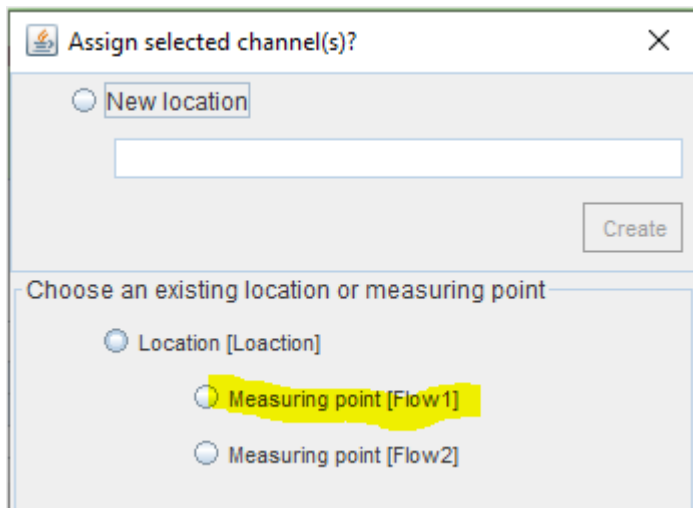 Assign selected channel(s)?
New location
Create
Choose an existing location or measuring point
Location [Loaction]
Measuring point [Flow1]
Measuring point [Flow2]